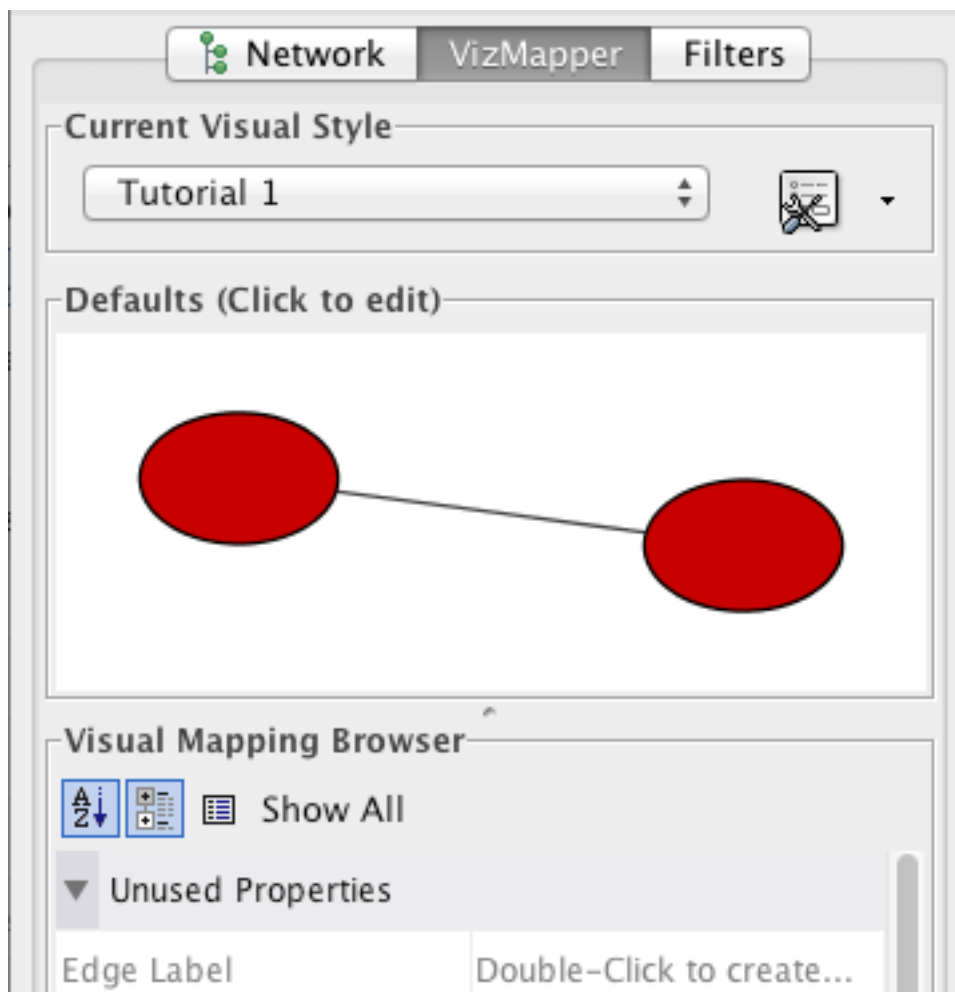 Network VizMapper Filters
Current Visual Style
Tutorial 1
Defaults (Click to edit)
Visual Mapping Browser
A Z Show All
Unused Properties
Edge Label Double-Click to create...